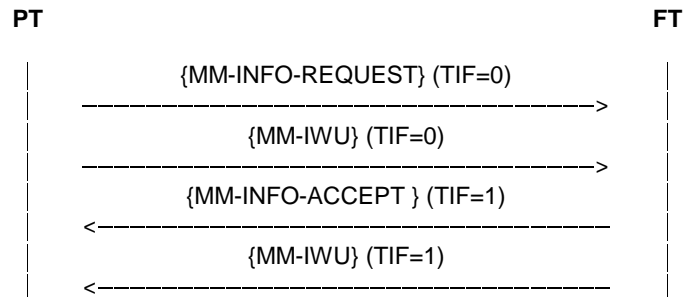 PT FT
{MM-INFO-REQUEST} (TIF=0)
{MM-IWU} (TIF=0)
{MM-INFO-ACCEPT } (TIF=1)
{MM-IWU} (TIF=1)